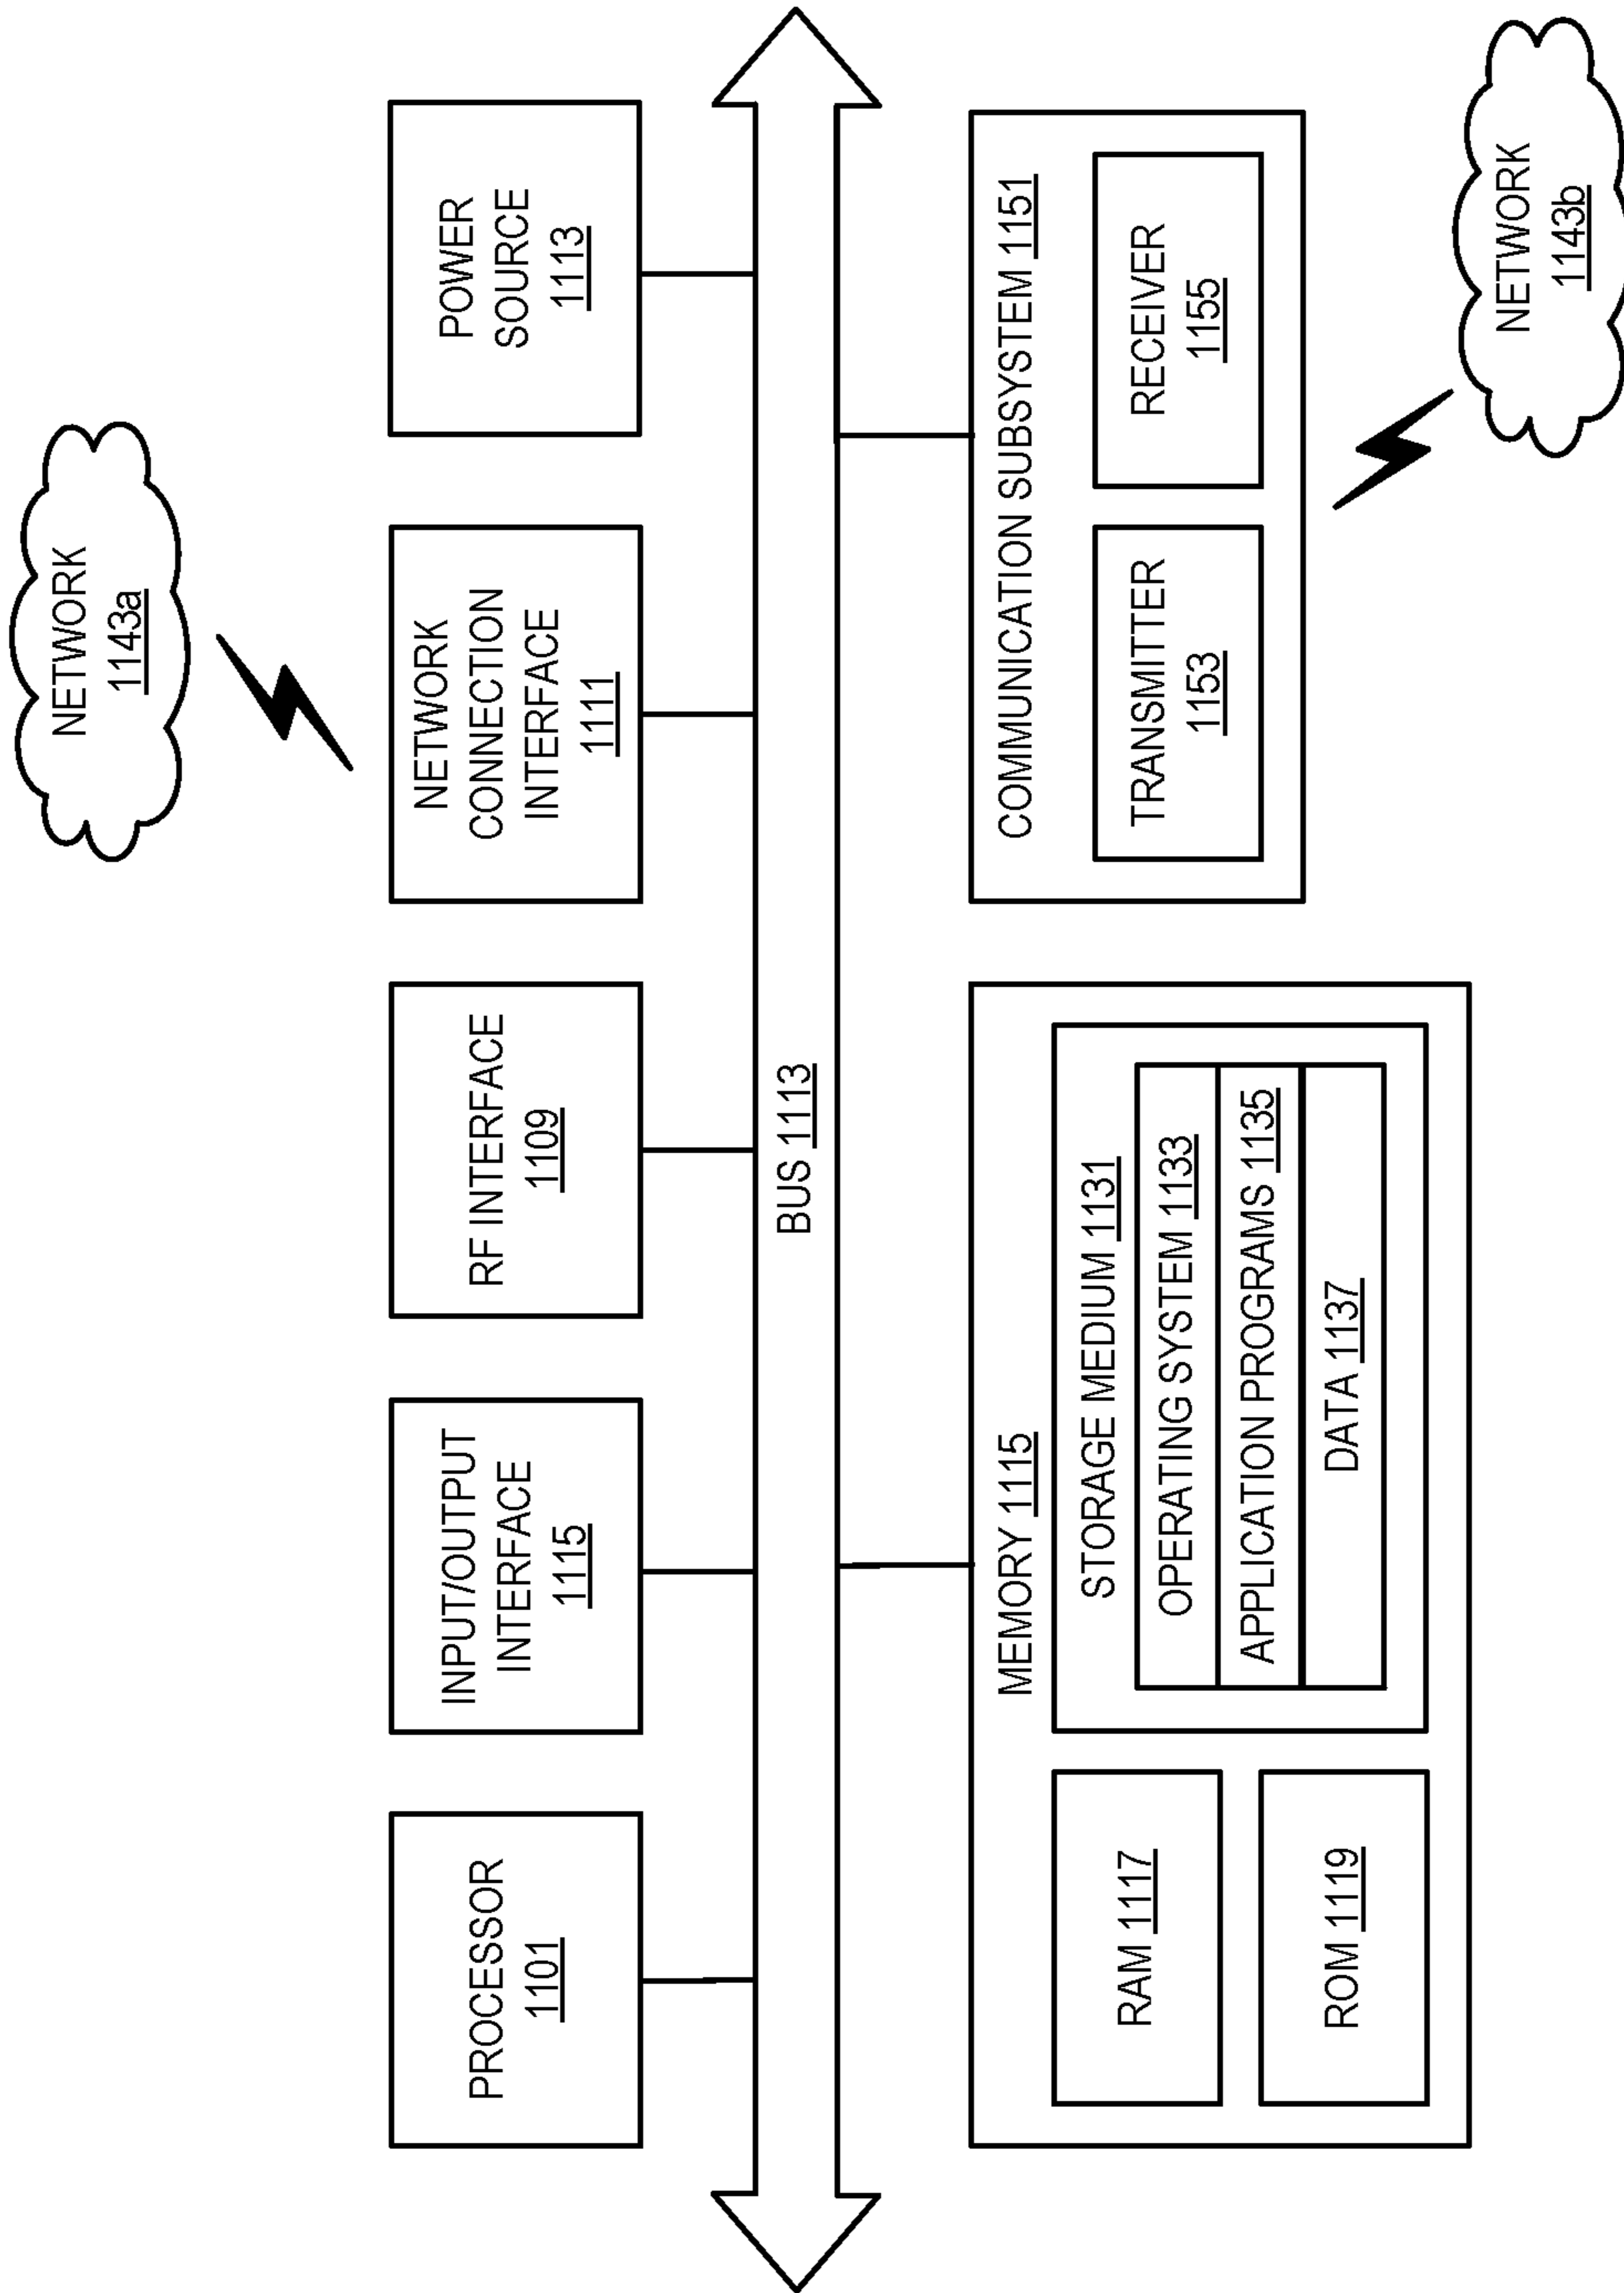 NETWORK
1143a
PROCESSOR
1101
INPUT/OUTPUT
INTERFACE
1115
RF INTERFACE
1109
NETWORK
CONNECTION
INTERFACE
1111
POWER
SOURCE
1113
BUS 1113
MEMORY 1115
RAM 1117
ROM 1119
STORAGE MEDIUM 1131
OPERATING SYSTEM 1133
APPLICATION PROGRAMS 1135
DATA 1137
COMMUNICATION SUBSYSTEM 1151
TRANSMITTER
1153
RECEIVER
1155
NETWORK
1143b